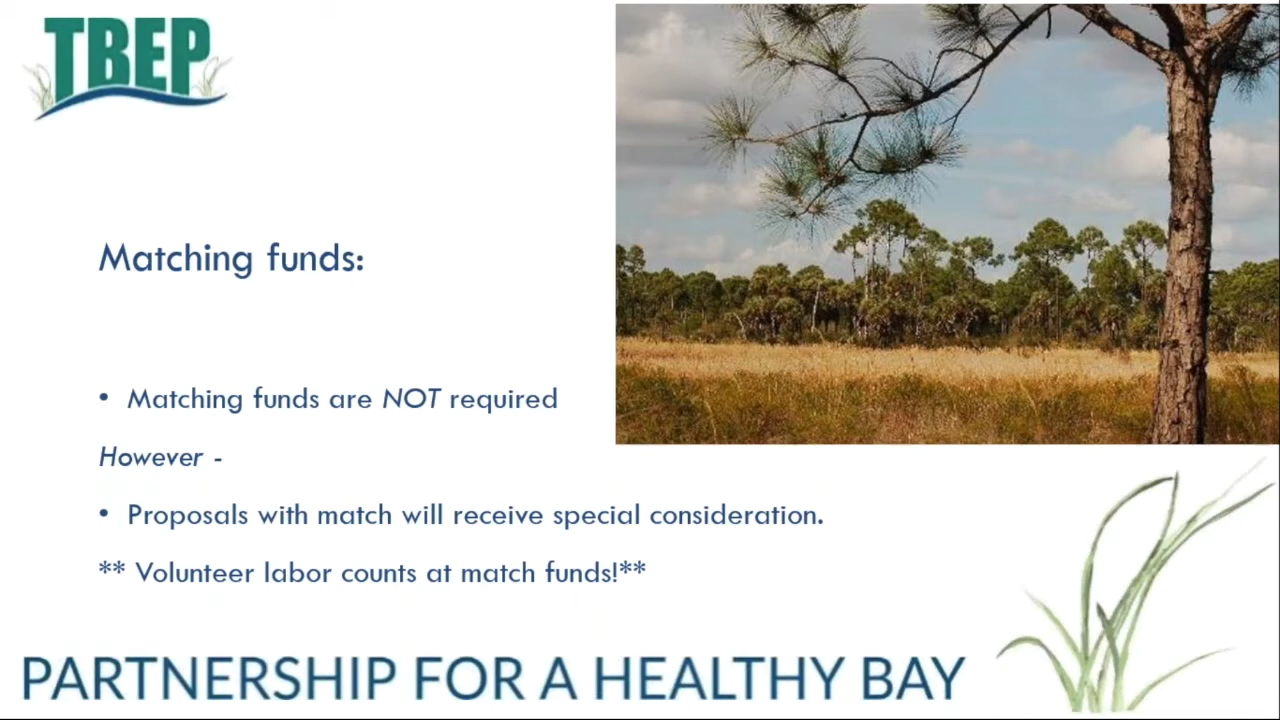 TBEP
Matching funds:
• Matching funds are NOT required
However -
• Proposals with match will receive special consideration.
** Volunteer labor counts at match funds!**
PARTNERSHIP FOR A HEALTHY BAY